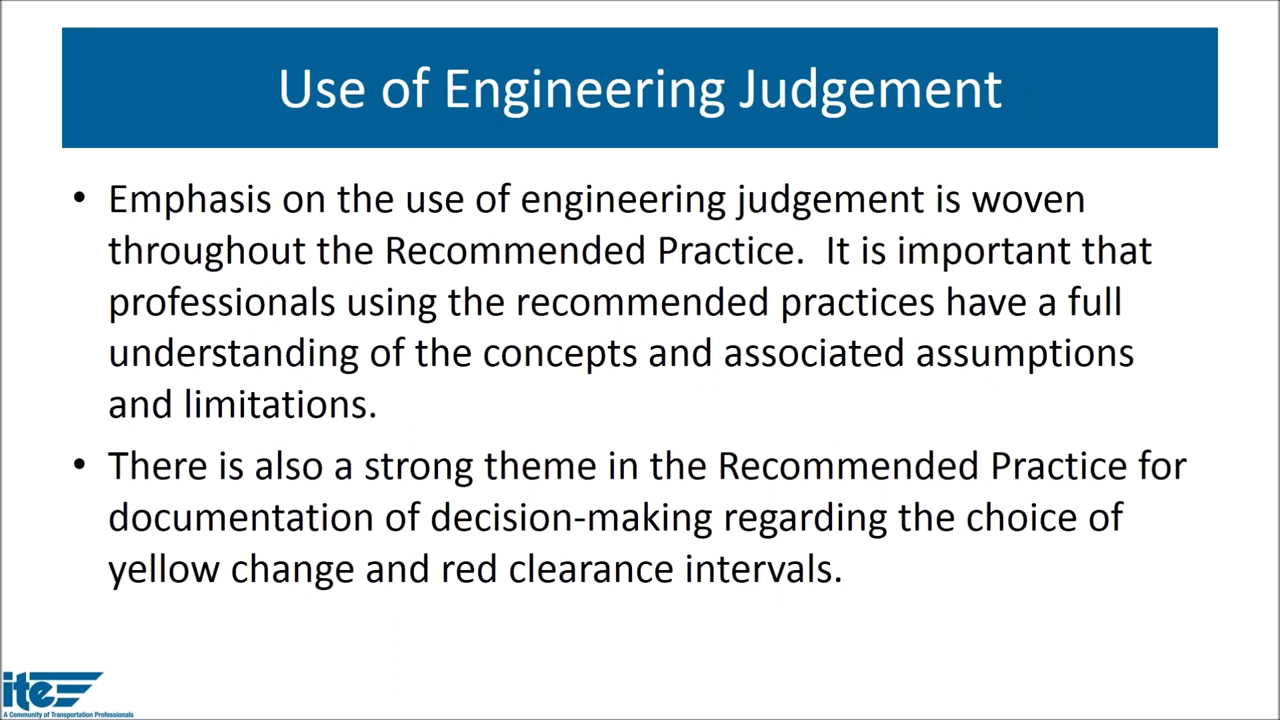 Use of Engineering Judgement
• Emphasis on the use of engineering judgement is woven
throughout the Recommended Practice.  It is important that
professionals using the recommended practices have a full
understanding of the concepts and associated assumptions
and limitations.
• There is also a strong theme in the Recommended Practice for
documentation of decision-making regarding the choice of
yellow change and red clearance intervals.
ite
A Community of Transportation Professionals